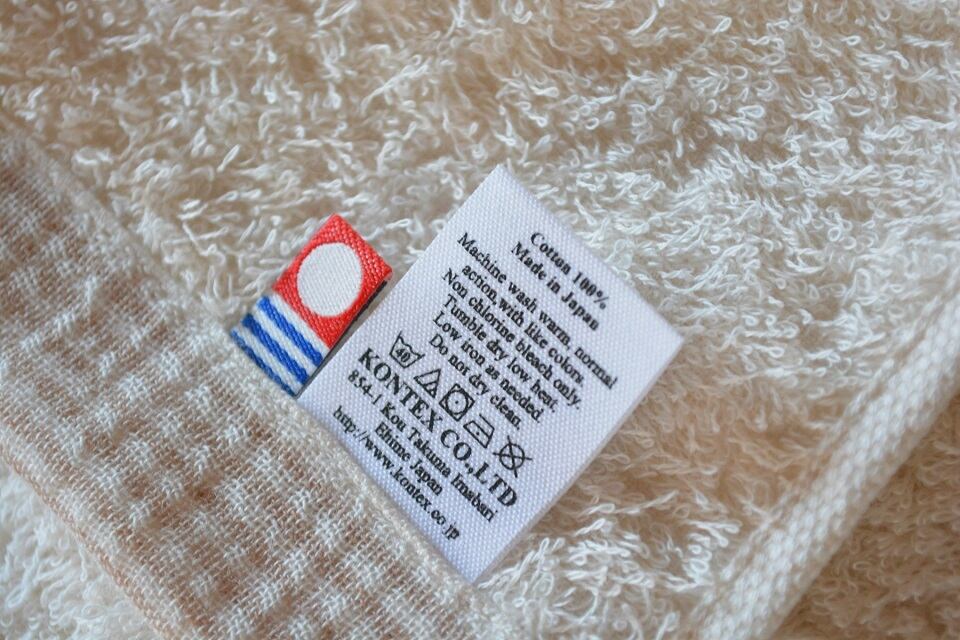 Cotton 100%
Made in Japan
Machine wash warm, normal
action, with like colors.
Non chlorine bleach only.
Tumble dry low heat.
Low iron as needed.
Do not dry clean.
40
KONTEX CO.,LTD
854-1 Kou Takuma Imabari
Ehime Japan
http://www.kontex.co.jp